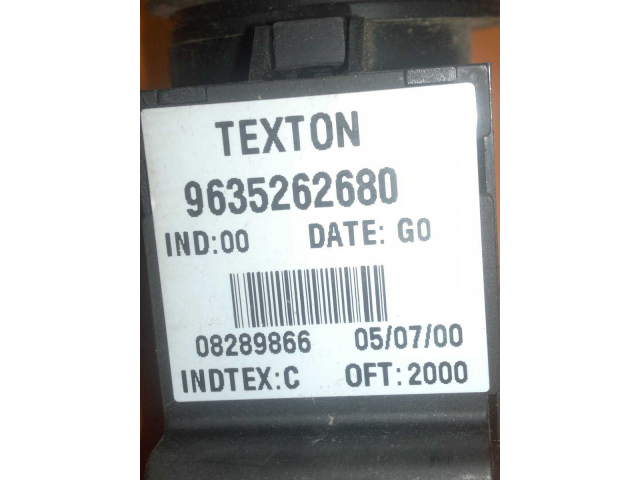 TEXTON
9635262680
IND:00 DATE: G0
08289866 05/07/00
INDTEX:C OFT:2000